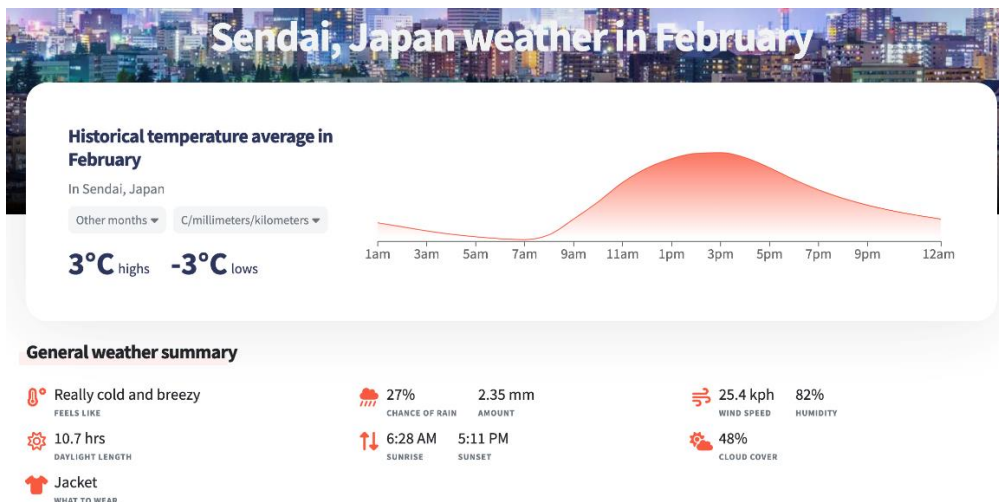 Sendai, Japan weather in February
Historical temperature average in
February
In Sendai, Japan
Other months C/millimeters/kilometers
3°C highs -3°C lows
1am 3am 5am 7am 9am 11am 1pm 3pm 5pm 7pm 9pm 12am
General weather summary
Really cold and breezy
FEELS LIKE
27% 2.35 mm
CHANCE OF RAIN AMOUNT
25.4 kph 82%
WIND SPEED HUMIDITY
10.7 hrs
DAYLIGHT LENGTH
6:28 AM 5:11 PM
SUNRISE SUNSET
48%
CLOUD COVER
Jacket
WHAT TO WEAR